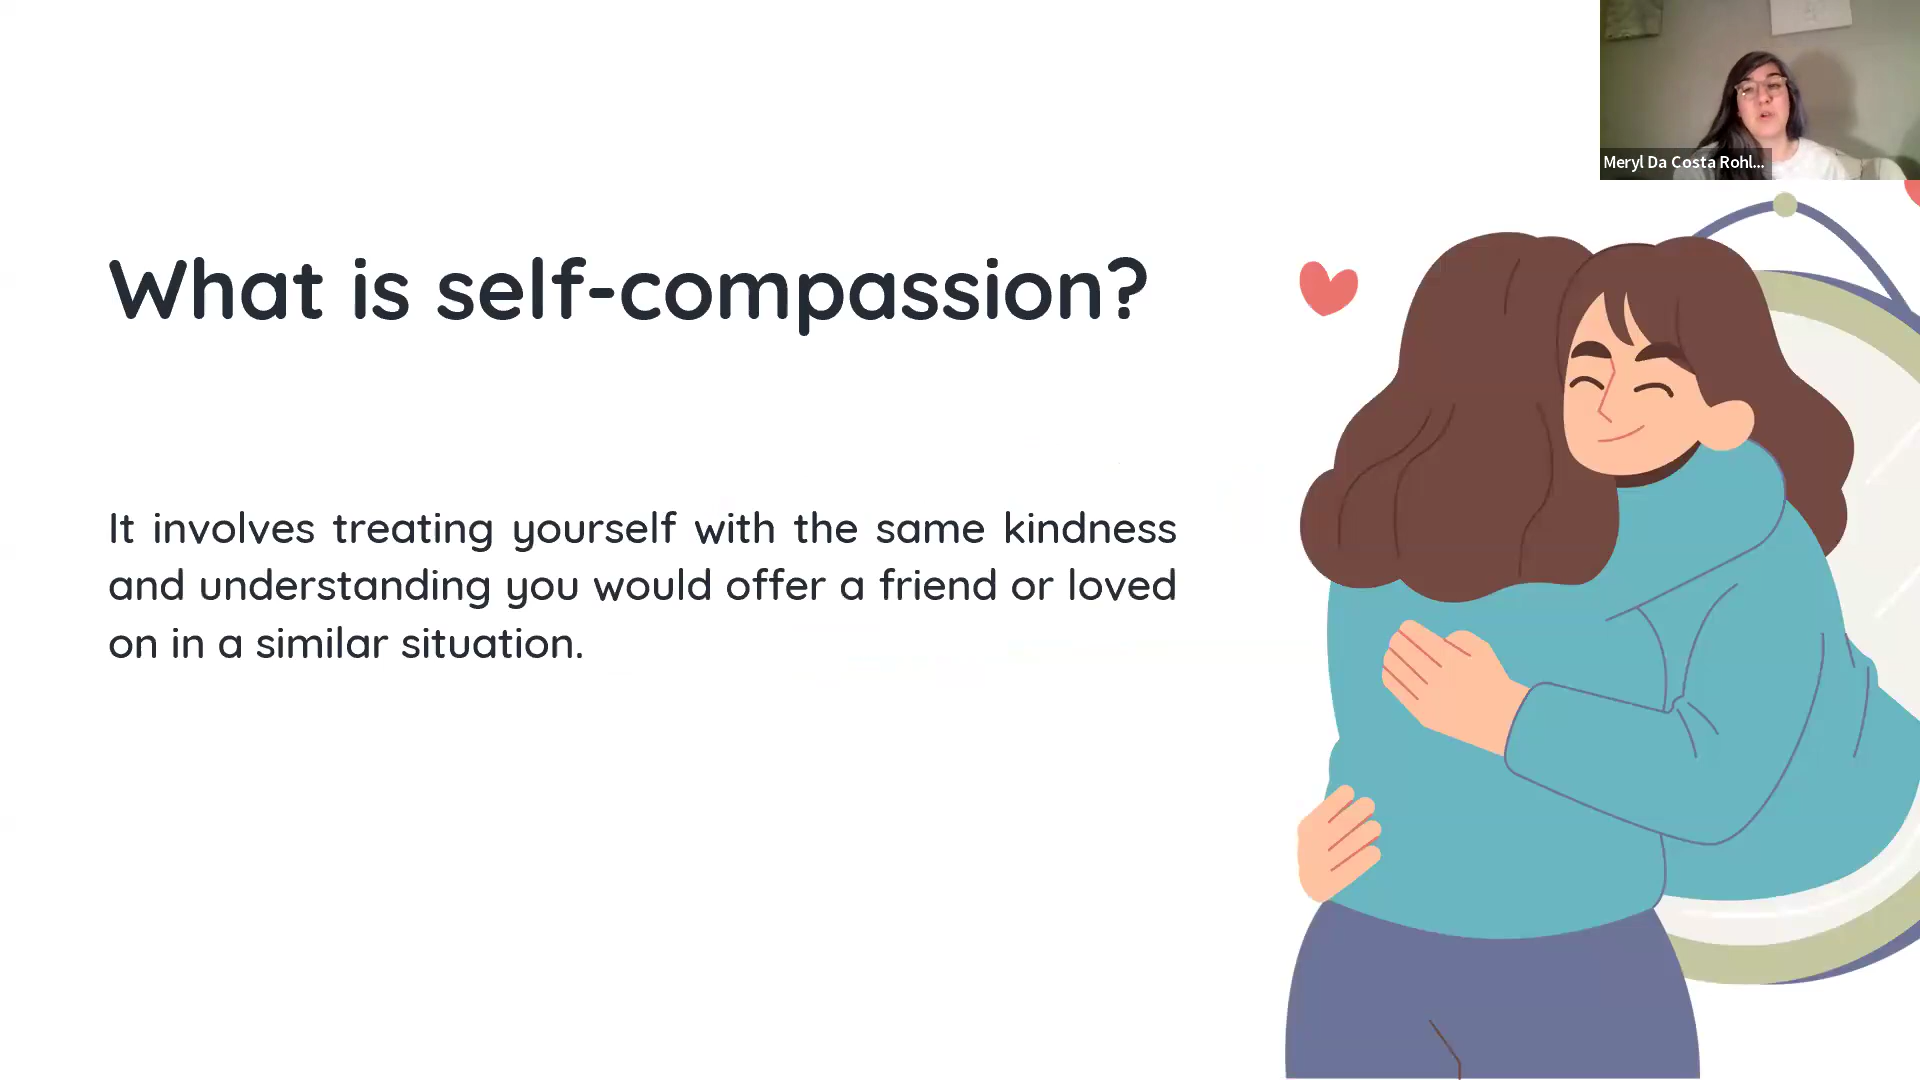 Meryl Da Costa Rohl...
What is self-compassion?
It involves treating yourself with the same kindness
and understanding you would offer a friend or loved
on in a similar situation.